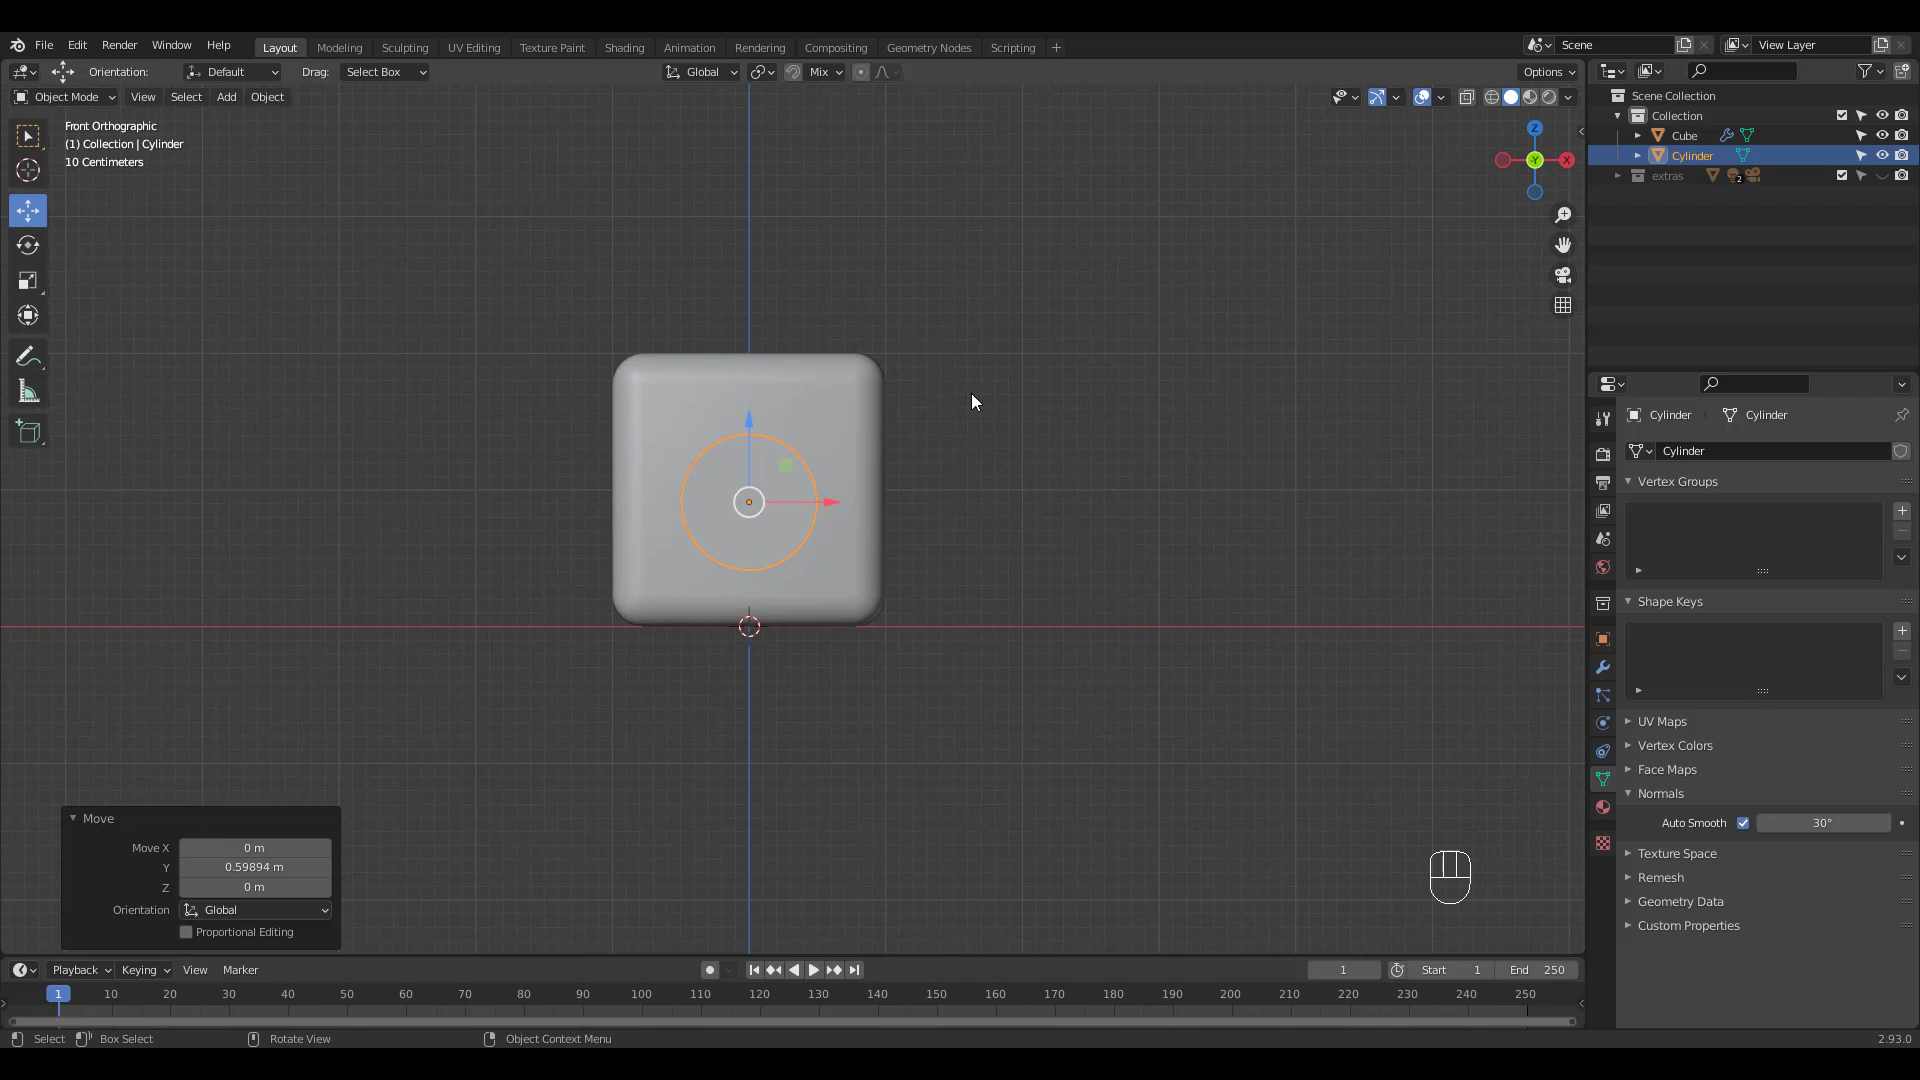 File Edit Render Window Help
Layout Modeling Sculpting UV Editing Texture Paint Shading Animation Rendering Compositing Geometry Nodes Scripting +
Scene
View Layer
Orientation: Default Drag: Select Box
Global
Mix
Options
Object Mode View Select Add Object
Front Orthographic
(1) Collection | Cylinder
10 Centimeters
Z
Y
X
Scene Collection
Collection
Cube
Cylinder
extras
2
Cylinder
Cylinder
Cylinder
Vertex Groups
Shape Keys
UV Maps
Vertex Colors
Face Maps
Normals
Auto Smooth 30°
Texture Space
Remesh
Geometry Data
Custom Properties
Move
Move X 0 m
Y 0.59894 m
Z 0 m
Orientation Global
Proportional Editing
Playback Keying View Marker
1
Start 1
End 250
1 10 20 30 40 50 60 70 80 90 100 110 120 130 140 150 160 170 180 190 200 210 220 230 240 250
Select Box Select Rotate View Object Context Menu
2.93.0